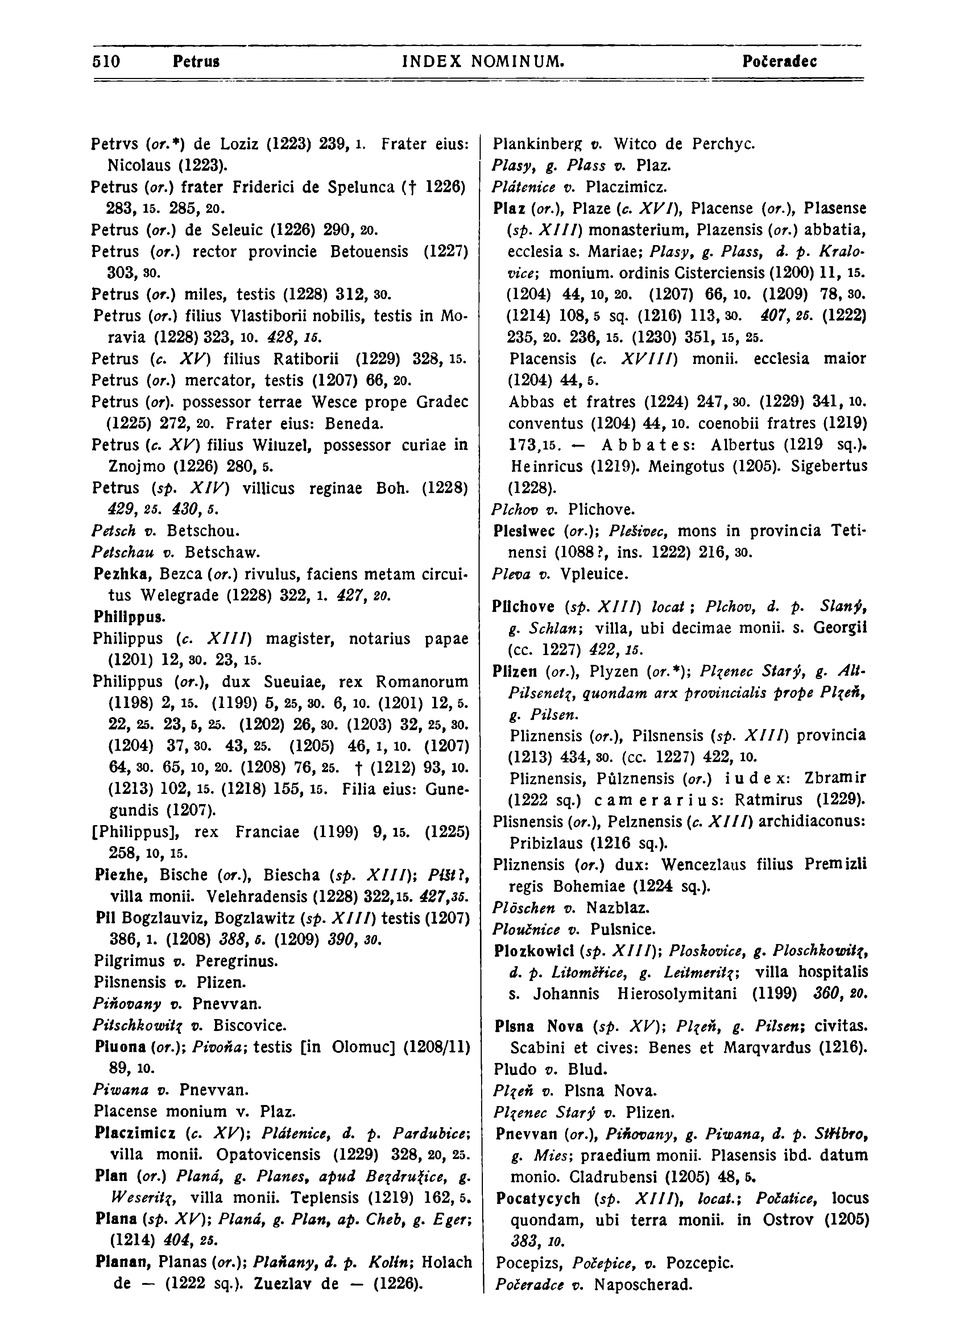 510 Petrus INDEX NOMINUM. Počeradec
Petrvs (or.*) de Loziz (1223) 239, 1. Frater eius:
Nicolaus (1223).
Petrus (or.) frater Friderici de Spelunca († 1226)
283, 15. 285, 20.
Petrus (or.) de Seleuic (1226) 290, 20.
Petrus (or.) rector provincie Betouensis (1227)
303, 30.
Petrus (or.) miles, testis (1228) 312, 30.
Petrus (or.) filius Vlastiborii nobilis, testis in Mo-
ravia (1228) 323, 10. 428, 15.
Petrus (c. XV) filius Ratiborii (1229) 328, 15.
Petrus (or.) mercator, testis (1207) 66, 20.
Petrus (or). possessor terrae Wesce prope Gradec
(1225) 272, 20. Frater eius: Beneda.
Petrus (c. XV) filius Wiluzel, possessor curiae in
Znojmo (1226) 280, 5.
Petrus (sp. XIV) villicus reginae Boh. (1228)
429, 25. 430, 5.
Petsch v. Betschou.
Petschau v. Betschaw.
Pezhka, Bezca (or.) rivulus, faciens metam circui-
tus Welegrade (1228) 322, 1. 427, 20.
Philippus.
Philippus (c. XIII) magister, notarius papae
(1201) 12, 30. 23, 15.
Philippus (or.), dux Sueuiae, rex Romanorum
(1198) 2, 15. (1199) 5, 25, 30. 6, 10. (1201) 12, 5.
22, 25. 23, 5, 25. (1202) 26, 30. (1203) 32, 25, 30.
(1204) 37, 30. 43, 25. (1205) 46, 1, 10. (1207)
64, 30. 65, 10, 20. (1208) 76, 25. † (1212) 93, 10.
(1213) 102, 15. (1218) 155, 15. Filia eius: Gune-
gundis (1207).
[Philippus], rex Franciae (1199) 9, 15. (1225)
258, 10, 15.
Piezhe, Bische (or.), Biescha (sp. XIII); Pišt?,
villa monii. Velehradensis (1228) 322,15. 427,35.
Pil Bogzlauviz, Bogzlawitz (sp. XIII) testis (1207)
386, 1. (1208) 388, 5. (1209) 390, 30.
Pilgrimus v. Peregrinus.
Pilsnensis v. Plizen.
Piňovany v. Pnevvan.
Pitschkowitz v. Biscovice.
Piuona (or.); Pivoňa; testis [in Olomuc] (1208/11)
89, 10.
Piwana v. Pnevvan.
Placense monium v. Plaz.
Placzimicz (c. XV); Plátenice, d. p. Pardubice;
villa monii. Opatovicensis (1229) 328, 20, 25.
Plan (or.) Planá, g. Planes, apud Bezdružice, g.
Weseritz, villa monii. Teplensis (1219) 162, 5.
Plana (sp. XV); Planá, g. Plan, ap. Cheb, g. Eger;
(1214) 404, 25.
Planan, Planas (or.); Plaňany, d. p. Kolín; Holach
de — (1222 sq.). Zuezlav de — (1226).
Plankinberg v. Witco de Perchyc.
Plasy, g. Plass v. Plaz.
Plátenice v. Placzimicz.
Plaz (or.), Plaze (c. XVI), Placense (or.), Plasense
(sp. XIII) monasterium, Plazensis (or.) abbatia,
ecclesia s. Mariae; Plasy, g. Plass, d. p. Kralo-
vice; monium. ordinis Cisterciensis (1200) 11, 15.
(1204) 44, 10, 20. (1207) 66, 10. (1209) 78, 30.
(1214) 108, 5 sq. (1216) 113, 30. 407, 25. (1222)
235, 20. 236, 15. (1230) 351, 15, 25.
Placensis (c. XVIII) monii. ecclesia maior
(1204) 44, 5.
Abbas et fratres (1224) 247, 30. (1229) 341, 10.
conventus (1204) 44, 10. coenobii fratres (1219)
173,15. — Abbates: Albertus (1219 sq.).
Heinricus (1219). Meingotus (1205). Sigebertus
(1228).
Plchov v. Plichove.
Plesiwec (or.); Plešivec, mons in provincia Teti-
nensi (1088?, ins. 1222) 216, 30.
Pleva v. Vpleuice.
Plichove (sp. XIII) locat; Plchov, d. p. Slaný,
g. Schlan; villa, ubi decimae monii. s. Georgii
(cc. 1227) 422, 15.
Plizen (or.), Plyzen (or.*); Plzenec Starý, g. Alt-
Pilsenetz, quondam arx provincialis prope Plzeň,
g. Pilsen.
Pliznensis (or.), Pilsnensis (sp. XIII) provincia
(1213) 434, 30. (cc. 1227) 422, 10.
Pliznensis, Půlznensis (or.) iudex: Zbramir
(1222 sq.) camerarius: Ratmirus (1229).
Plisnensis (or.), Pelznensis (c. XIII) archidiaconus:
Pribizlaus (1216 sq.).
Pliznensis (or.) dux: Wencezlaus filius Premizli
regis Bohemiae (1224 sq.).
Plöschen v. Nazblaz.
Ploučnice v. Pulsnice.
Plozkowici (sp. XIII); Ploskovice, g. Ploschkowitz,
d. p. Litoměřice, g. Leitmeritz; villa hospitalis
s. Johannis Hierosolymitani (1199) 360, 20.
Plsna Nova (sp. XV); Plzeň, g. Pilsen; civitas.
Scabini et cives: Benes et Marqvardus (1216).
Pludo v. Blud.
Plzeň v. Plsna Nova.
Plzenec Starý v. Plizen.
Pnevvan (or.), Piňovany, g. Piwana, d. p. Stříbro,
g. Mies; praedium monii. Plasensis ibd. datum
monio. Cladrubensi (1205) 48, 5.
Pocatycych (sp. XIII), locat.; Počatice, locus
quondam, ubi terra monii. in Ostrov (1205)
383, 10.
Pocepizs, Počepice, v. Pozcepic.
Počeradce v. Naposcherad.